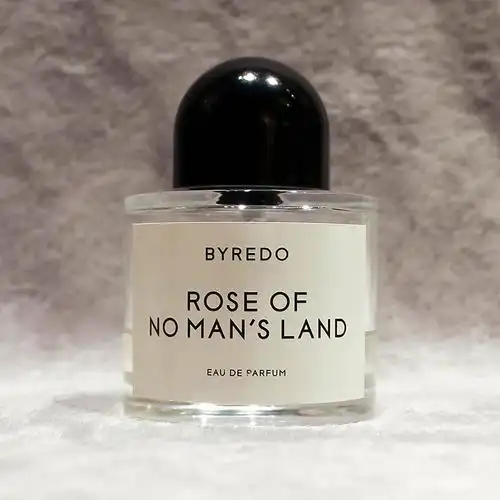 BYREDO
ROSE OF
NO MAN'S LAND
EAU DE PARFUM